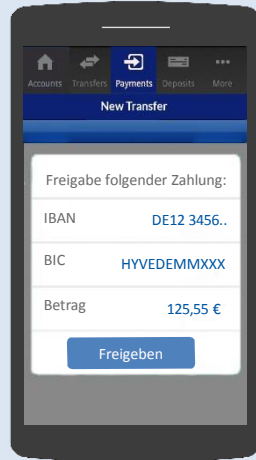 Accounts Transfers Payments Deposits More
New Transfer
Freigabe folgender Zahlung:
IBAN DE12 3456..
BIC HYVEDEMMXXX
Betrag 125,55 €
Freigeben